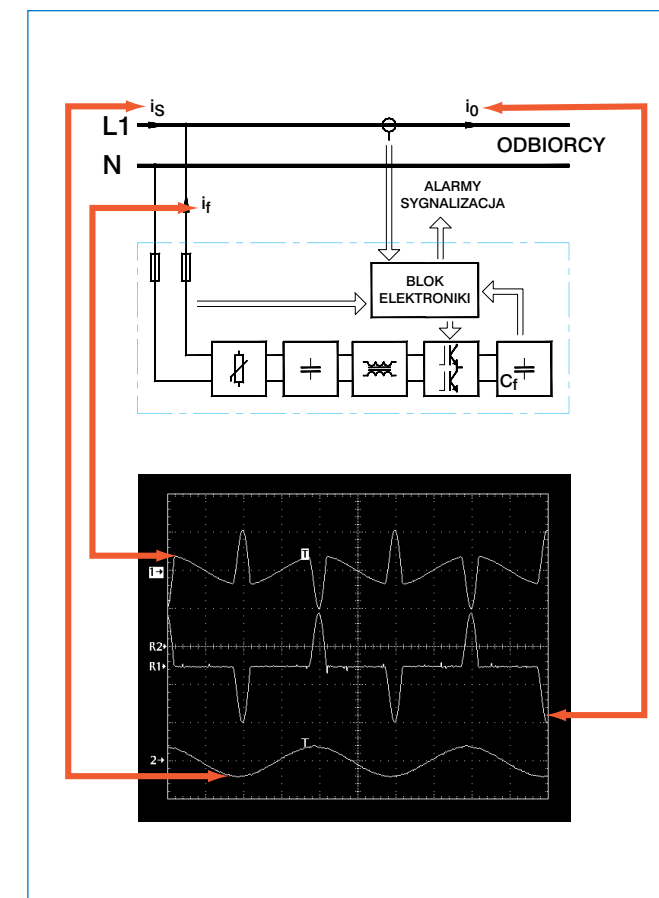 iS
i0
L1
ODBIORCY
N
ALARMY
SYGNALIZACJA
if
BLOK
ELEKTRONIKI
Cf
T
1
R2
R1
T
2